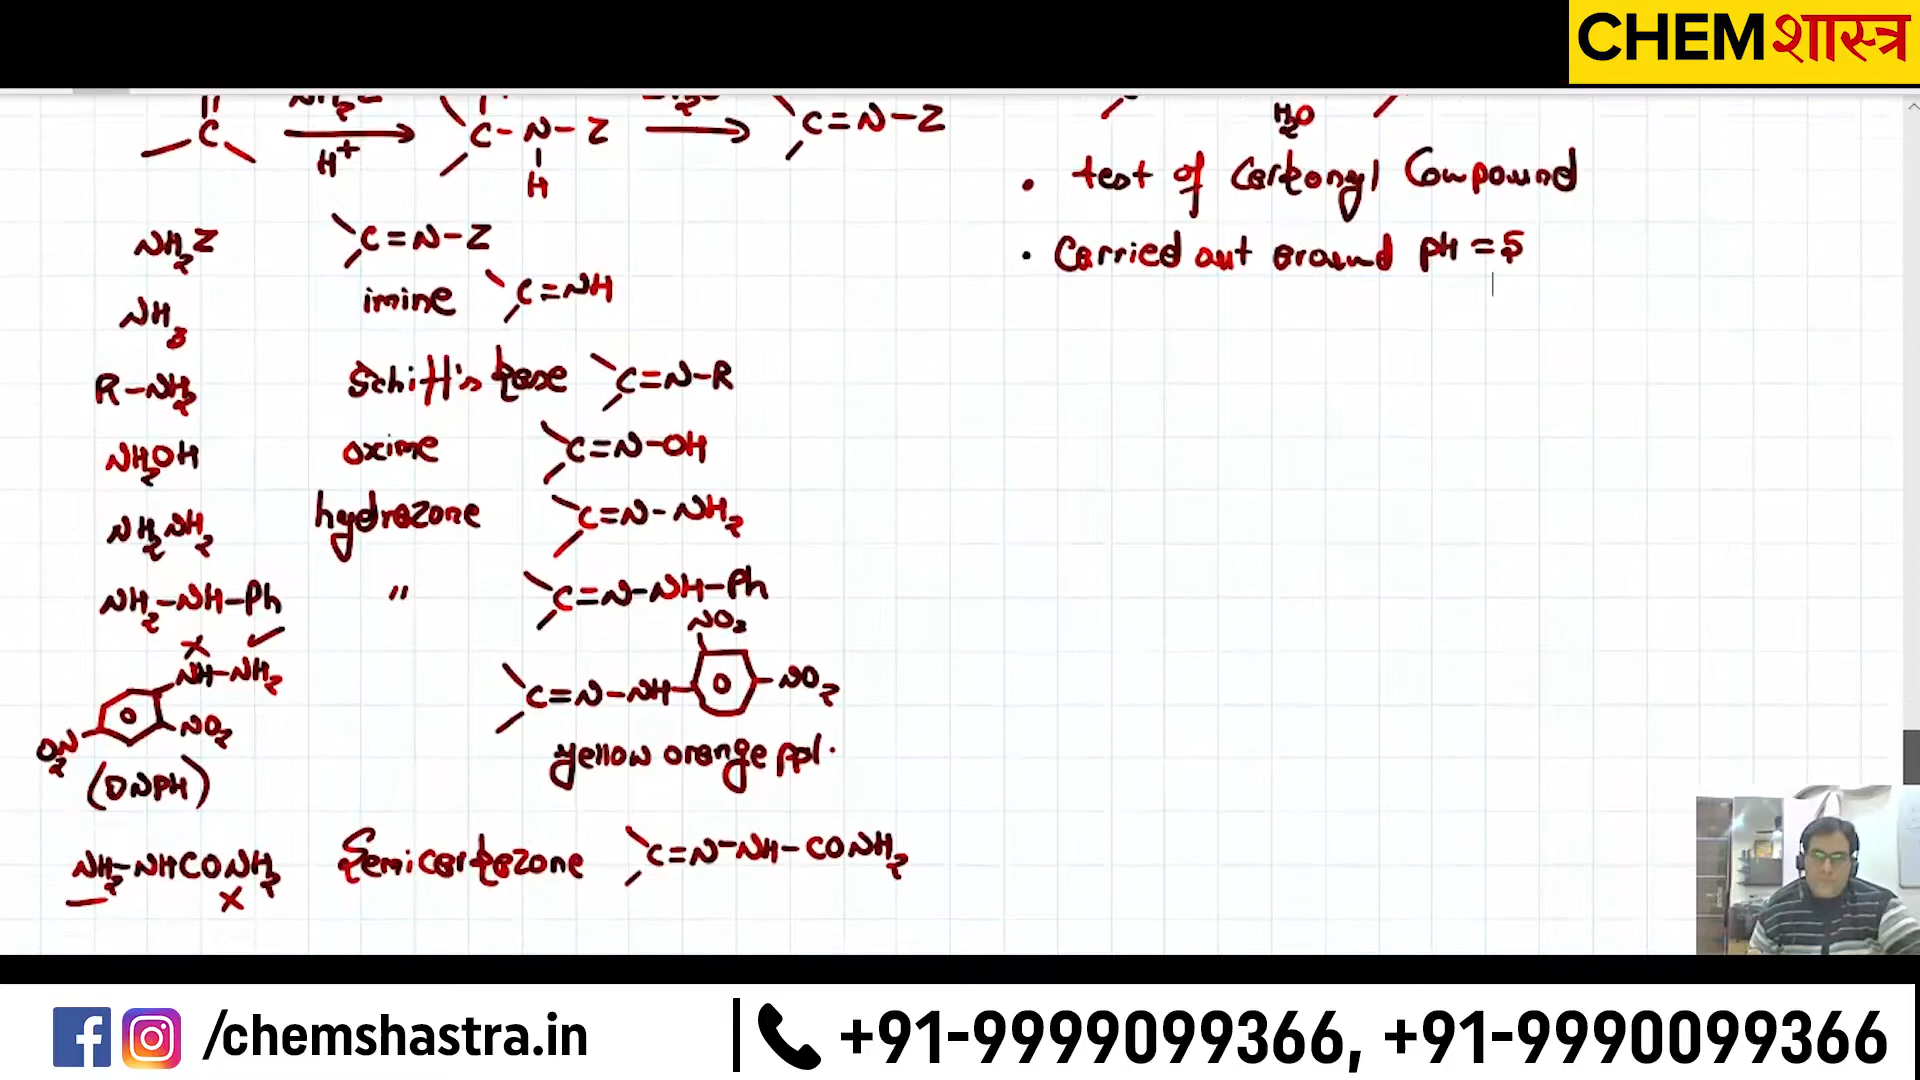 CHEMशास्त्र
C H+ C-N-Z H C=N-Z
H2O
• test of Carbonyl Compound
• Carried out around pH = 5
NH2Z C=N-Z
NH3 imine C=NH
R-NH2 Schiff's base C=N-R
NH2OH oxime C=N-OH
NH2NH2 hydrazone C=N-NH2
NH2-NH-Ph " C=N-NH-Ph
NH-NH2 NO2 O2N C=N-NH- NO2 NO2
(DNPH) yellow orange ppt.
NH2-NHCONH2 Semicarbazone C=N-NH-CONH2
/chemshastra.in
+91-9999099366, +91-9990099366